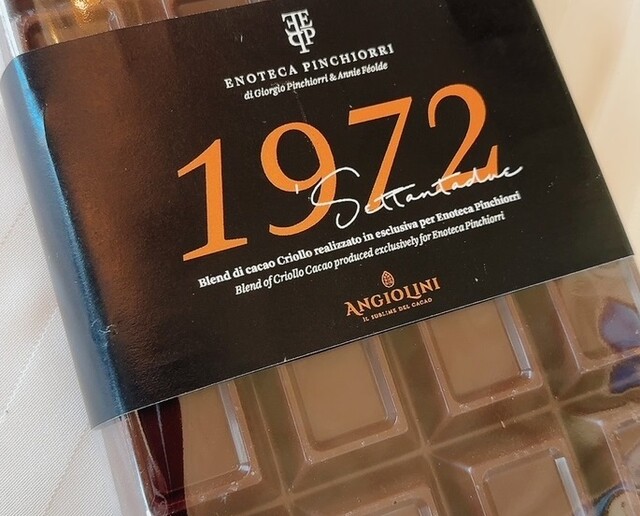 ENOTECA PINCHIORRI
di Giorgio Pinchiorri & Annie Féolde
1972
Settantadue
Blend di cacao Criollo realizzato in esclusiva per Enoteca Pinchiorri
Blend of Criollo Cacao produced exclusively for Enoteca Pinchiorri
ANGIOLINI
IL SUBLIME DEL CACAO